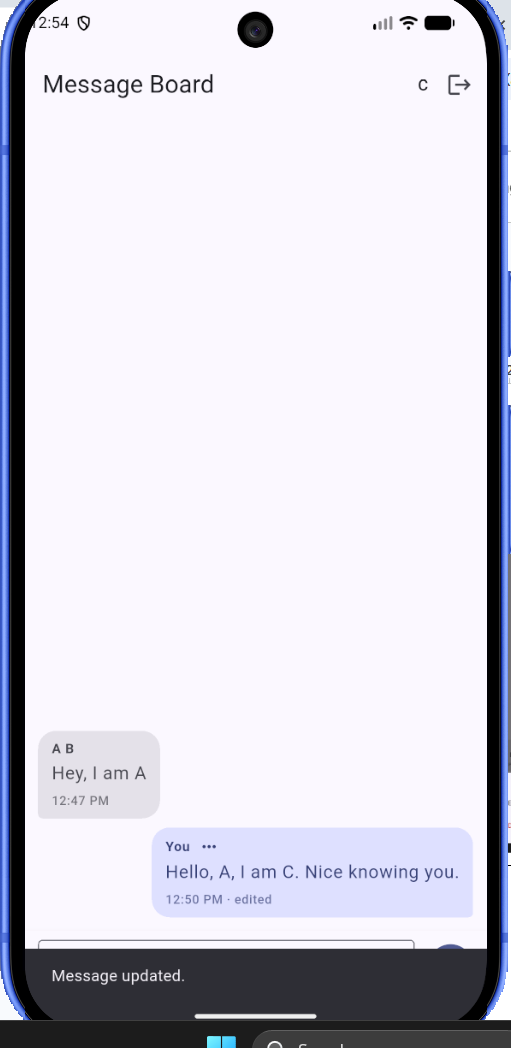 12:54
Message Board
C
A B
Hey, I am A
12:47 PM
You •••
Hello, A, I am C. Nice knowing you.
12:50 PM · edited
Message updated.